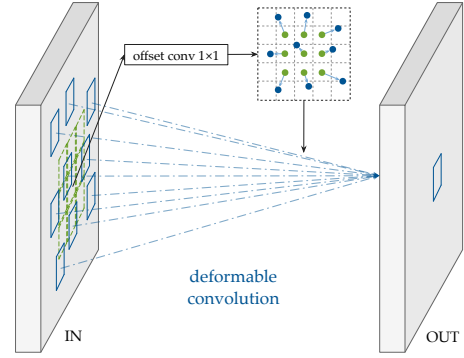 offset conv 1×1
deformable
convolution
IN
OUT